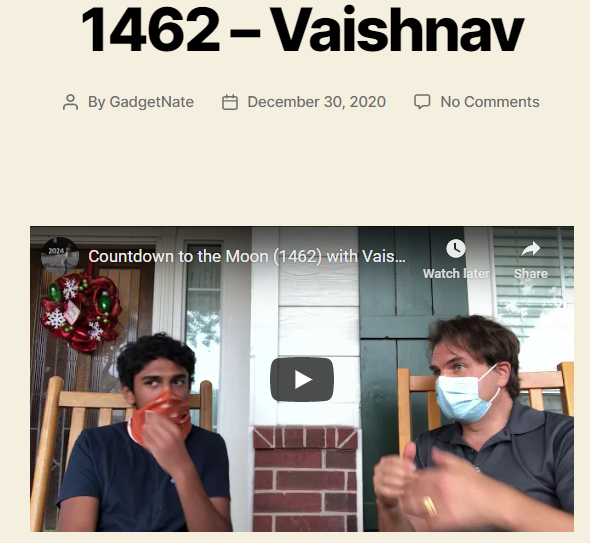 1462 – Vaishnav
By GadgetNate December 30, 2020 No Comments
2024
Countdown to the Moon (1462) with Vais...
Watch later Share